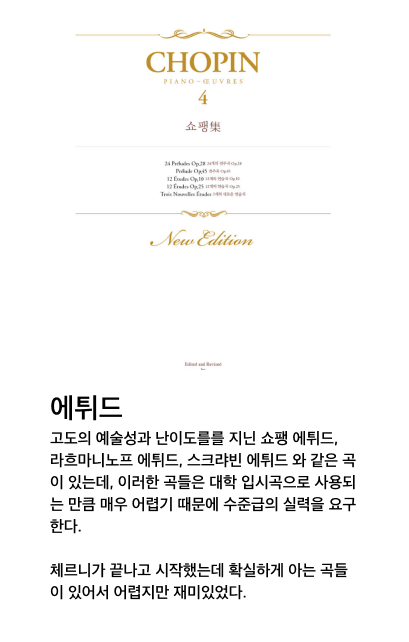 CHOPIN
PIANO-ŒUVRES
4
쇼팽集
24 Préludes Op.28 24개의 전주곡 Op.28
Prélude Op.45 전주곡 Op.45
12 Études Op.10 12개의 연습곡 Op.10
12 Études Op.25 12개의 연습곡 Op.25
Trois Nouvelles Études 3개의 새로운 연습곡
New Edition
Edited and Revised
에튀드
고도의 예술성과 난이도를를 지닌 쇼팽 에튀드,
라흐마니노프 에튀드, 스크랴빈 에튀드 와 같은 곡
이 있는데, 이러한 곡들은 대학 입시곡으로 사용되
는 만큼 매우 어렵기 때문에 수준급의 실력을 요구
한다.
체르니가 끝나고 시작했는데 확실하게 아는 곡들
이 있어서 어렵지만 재미있었다.